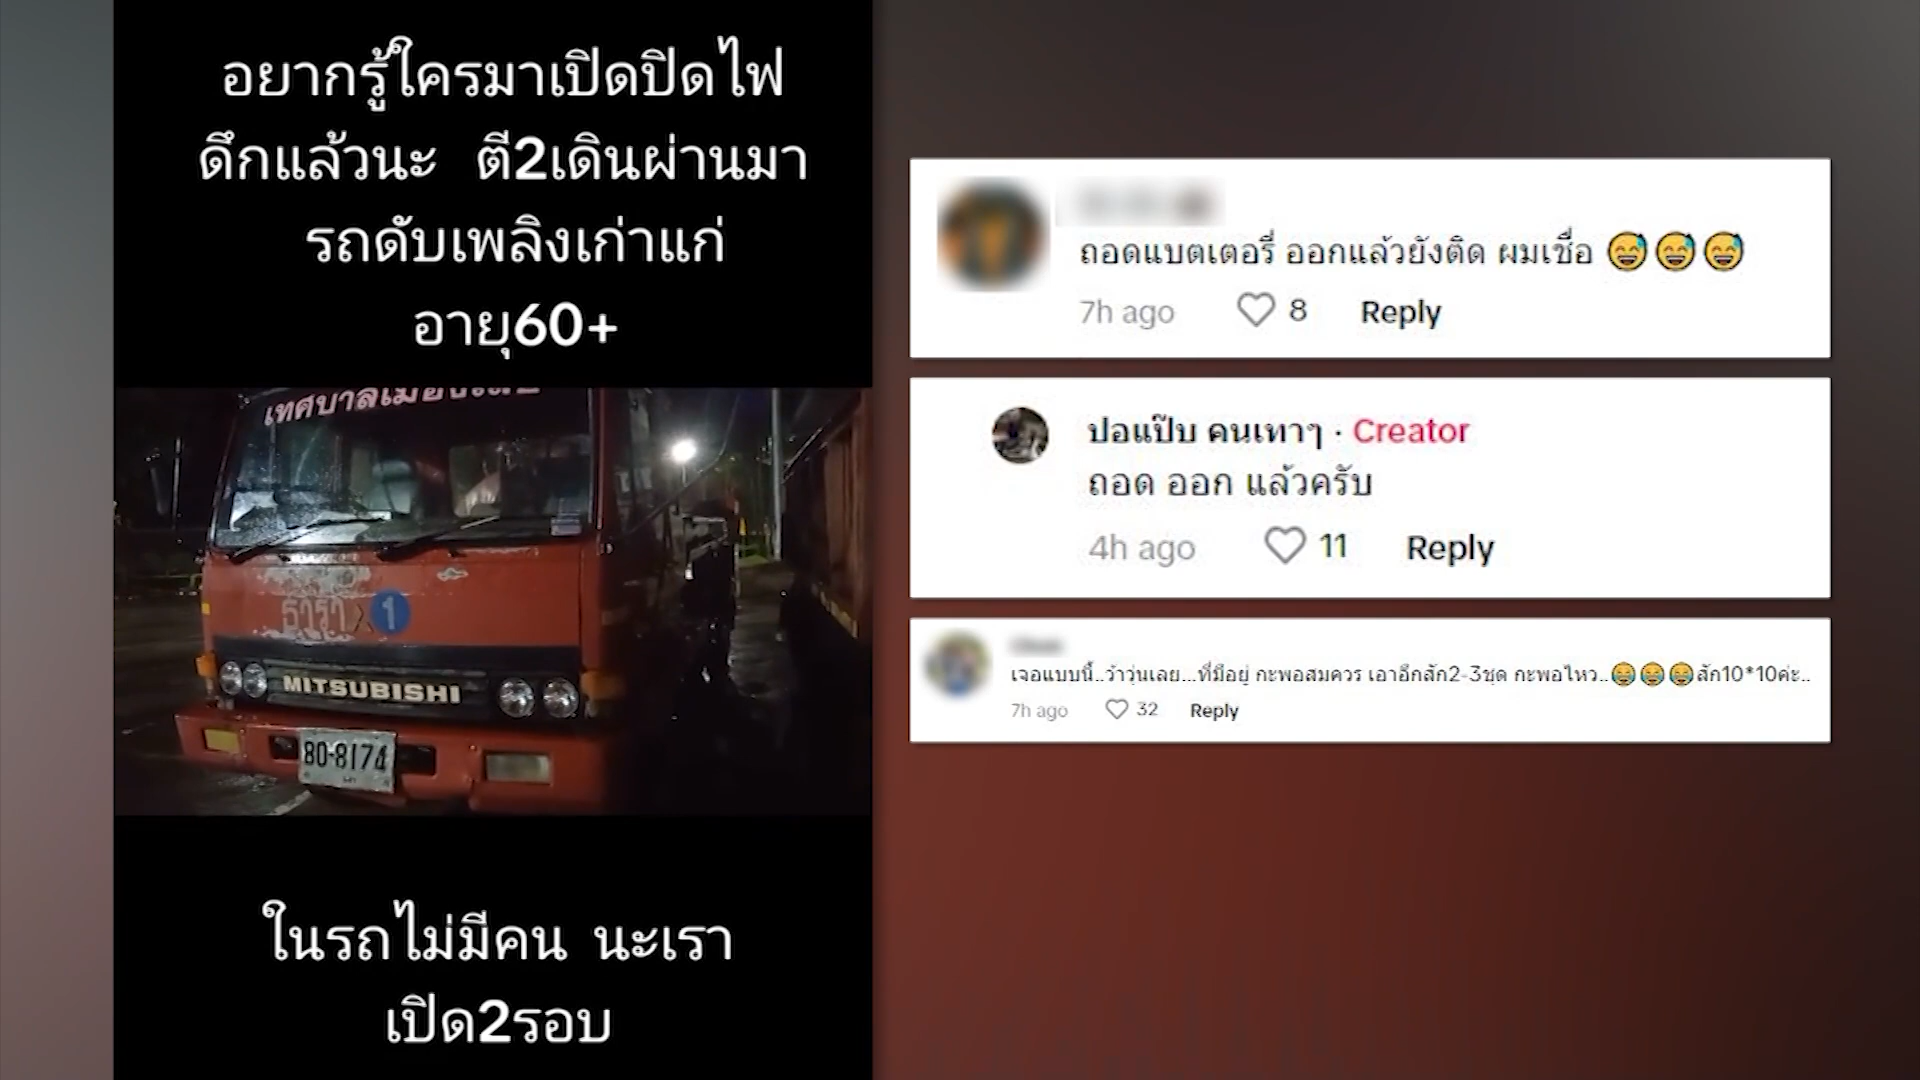 อยากรู้ใครมาเปิดปิดไฟ
ดึกแล้วนะ ตี2เดินผ่านมา
รถดับเพลิงเก่าแก่
อายุ60+
ธารา 1
MITSUBISHI
80-8174
ในรถไม่มีคน นะเรา
เปิด2รอบ
ถอดแบตเตอรี่ ออกแล้วยังติด ผมเชื่อ 😅😅😅
7h ago 8 Reply
ปอแป๊บ คนเทาๆ · Creator
ถอด ออก แล้วครับ
4h ago 11 Reply
เจอแบบนี้..ว้าวุ่นเลย...ที่มีอยู่ กะพอสมควร เอาอีกสัก2-3ชุด กะพอไหว..😂😂😂สัก10*10ค่ะ..
7h ago 32 Reply